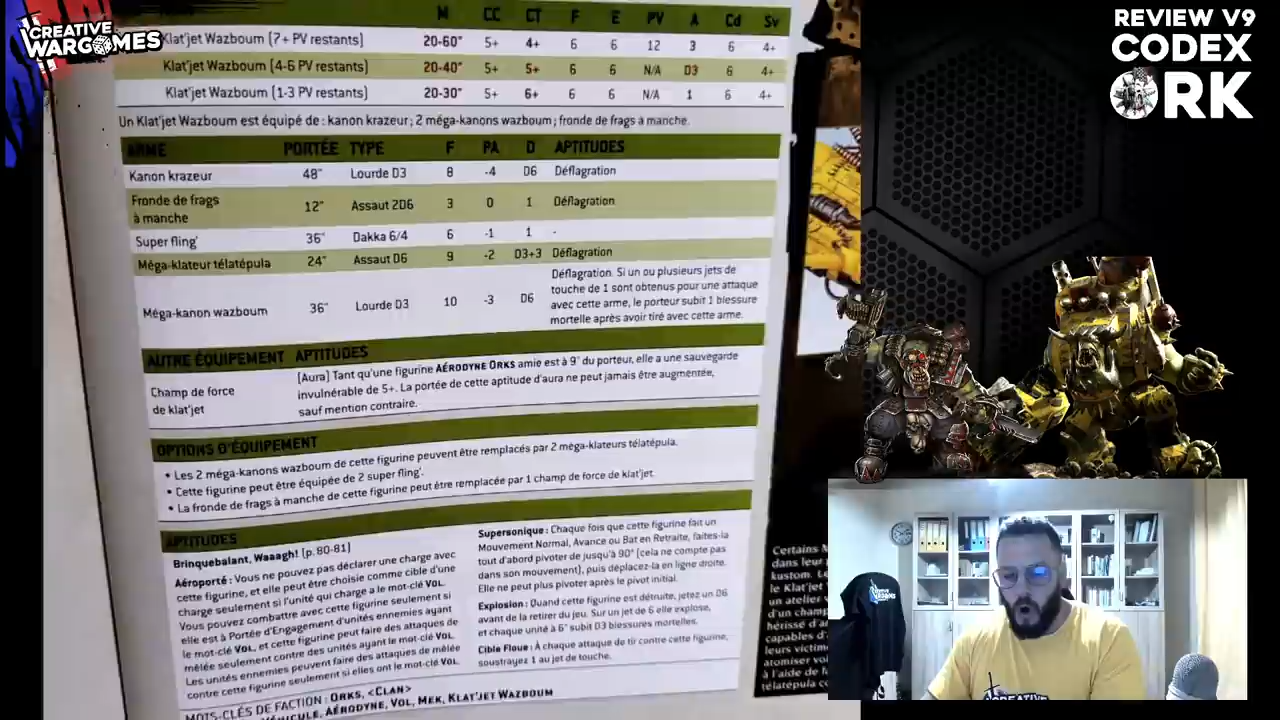 CREATIVE
WARGAMES
REVIEW V9
CODEX
ORK
M CC CT F E PV A Cd Sv
Klat'jet Wazboum (7+ PV restants) 20-60" 5+ 4+ 6 6 12 3 6 4+
Klat'jet Wazboum (4-6 PV restants) 20-40" 5+ 5+ 6 6 N/A D3 6 4+
Klat'jet Wazboum (1-3 PV restants) 20-30" 5+ 6+ 6 6 N/A 1 6 4+
Un Klat'jet Wazboum est équipé de : kanon krazeur ; 2 méga-kanons wazboum ; fronde de frags à manche.
ARME PORTÉE TYPE F PA D APTITUDES
Kanon krazeur 48" Lourde D3 8 -4 D6 Déflagration
Fronde de frags
à manche 12" Assaut 2D6 3 0 1 Déflagration
Super fling' 36" Dakka 6/4 6 -1 1 -
Méga-klateur télatépula 24" Assaut D6 9 -2 D3+3 Déflagration
Méga-kanon wazboum 36" Lourde D3 10 -3 D6
Déflagration. Si un ou plusieurs jets de
touche de 1 sont obtenus pour une attaque
avec cette arme, le porteur subit 1 blessure
mortelle après avoir tiré avec cette arme.
AUTRE ÉQUIPEMENT APTITUDES
Champ de force
de klat'jet
(Aura) Tant qu'une figurine AÉRODYNE ORKS amie est à 9" du porteur, elle a une sauvegarde
invulnérable de 5+. La portée de cette aptitude d'aura ne peut jamais être augmentée,
sauf mention contraire.
OPTIONS D'ÉQUIPEMENT
• Les 2 méga-kanons wazboum de cette figurine peuvent être remplacés par 2 méga-klateurs télatépula.
• Cette figurine peut être équipée de 2 super fling'.
• La fronde de frags à manche de cette figurine peut être remplacée par 1 champ de force de klat'jet.
APTITUDES
Brinquebalant, Waaagh! (p. 80-81)
Aéroporté : Vous ne pouvez pas déclarer une charge avec
cette figurine, et elle peut être choisie comme cible d'une
charge seulement si l'unité qui charge a le mot-clé VOL.
Vous pouvez combattre avec cette figurine seulement si
elle est à Portée d'Engagement d'unités ennemies ayant
le mot-clé VOL, et cette figurine peut faire des attaques de
mêlée seulement contre des unités ayant le mot-clé VOL.
Les unités ennemies peuvent faire des attaques de mêlée
contre cette figurine seulement si elles ont le mot-clé VOL.
Supersonique : Chaque fois que cette figurine fait un
Mouvement Normal, Avance ou Bat en Retraite, faites-la
tout d'abord pivoter de jusqu'à 90° (cela ne compte pas
dans son mouvement), puis déplacez-la en ligne droite.
Elle ne peut plus pivoter après le pivot initial.
Explosion : Quand cette figurine est détruite, jetez un D6
avant de la retirer du jeu. Sur un jet de 6 elle explose,
et chaque unité à 6" subit D3 blessures mortelles.
Cible Floue : À chaque attaque de tir contre cette figurine,
soustrayez 1 au jet de touche.
MOTS-CLÉS DE FACTION : ORKS, <CLAN>
VÉHICULE, AÉRODYNE, VOL, MEK, KLAT'JET WAZBOUM
Certains
dans leur
kustom.
le Klat'jet
un atelier
d'un champ
hérissé d'
capables d'
leurs victim
atomiser
à l'aide de
télatépula